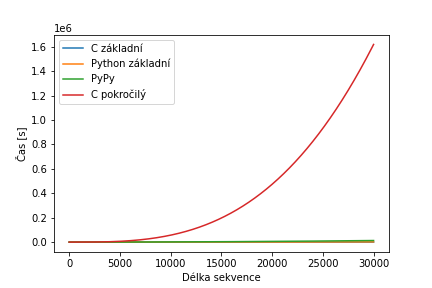 1e6
C základní
Python základní
PyPy
C pokročilý
1.6
1.4
1.2
1.0
0.8
0.6
0.4
0.2
0.0
Čas [s]
0 5000 10000 15000 20000 25000 30000
Délka sekvence